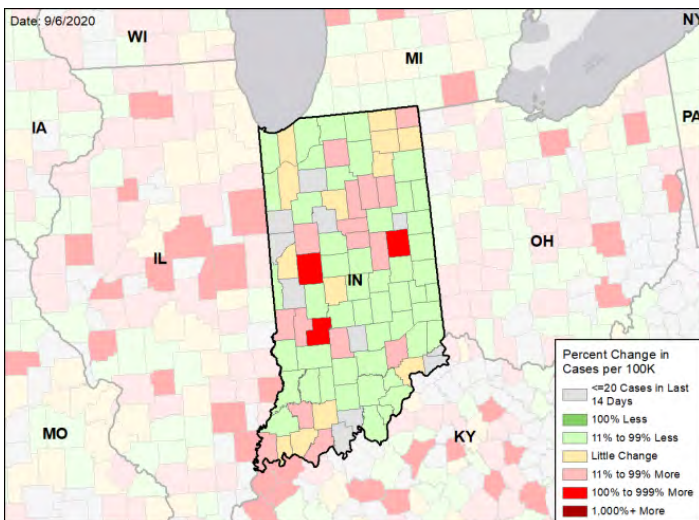 Date: 9/6/2020
WI
MI
NY
IA
PA
IL
IN
OH
MO
KY
Percent Change in
Cases per 100K
<=20 Cases in Last
14 Days
100% Less
11% to 99% Less
Little Change
11% to 99% More
100% to 999% More
1,000%+ More